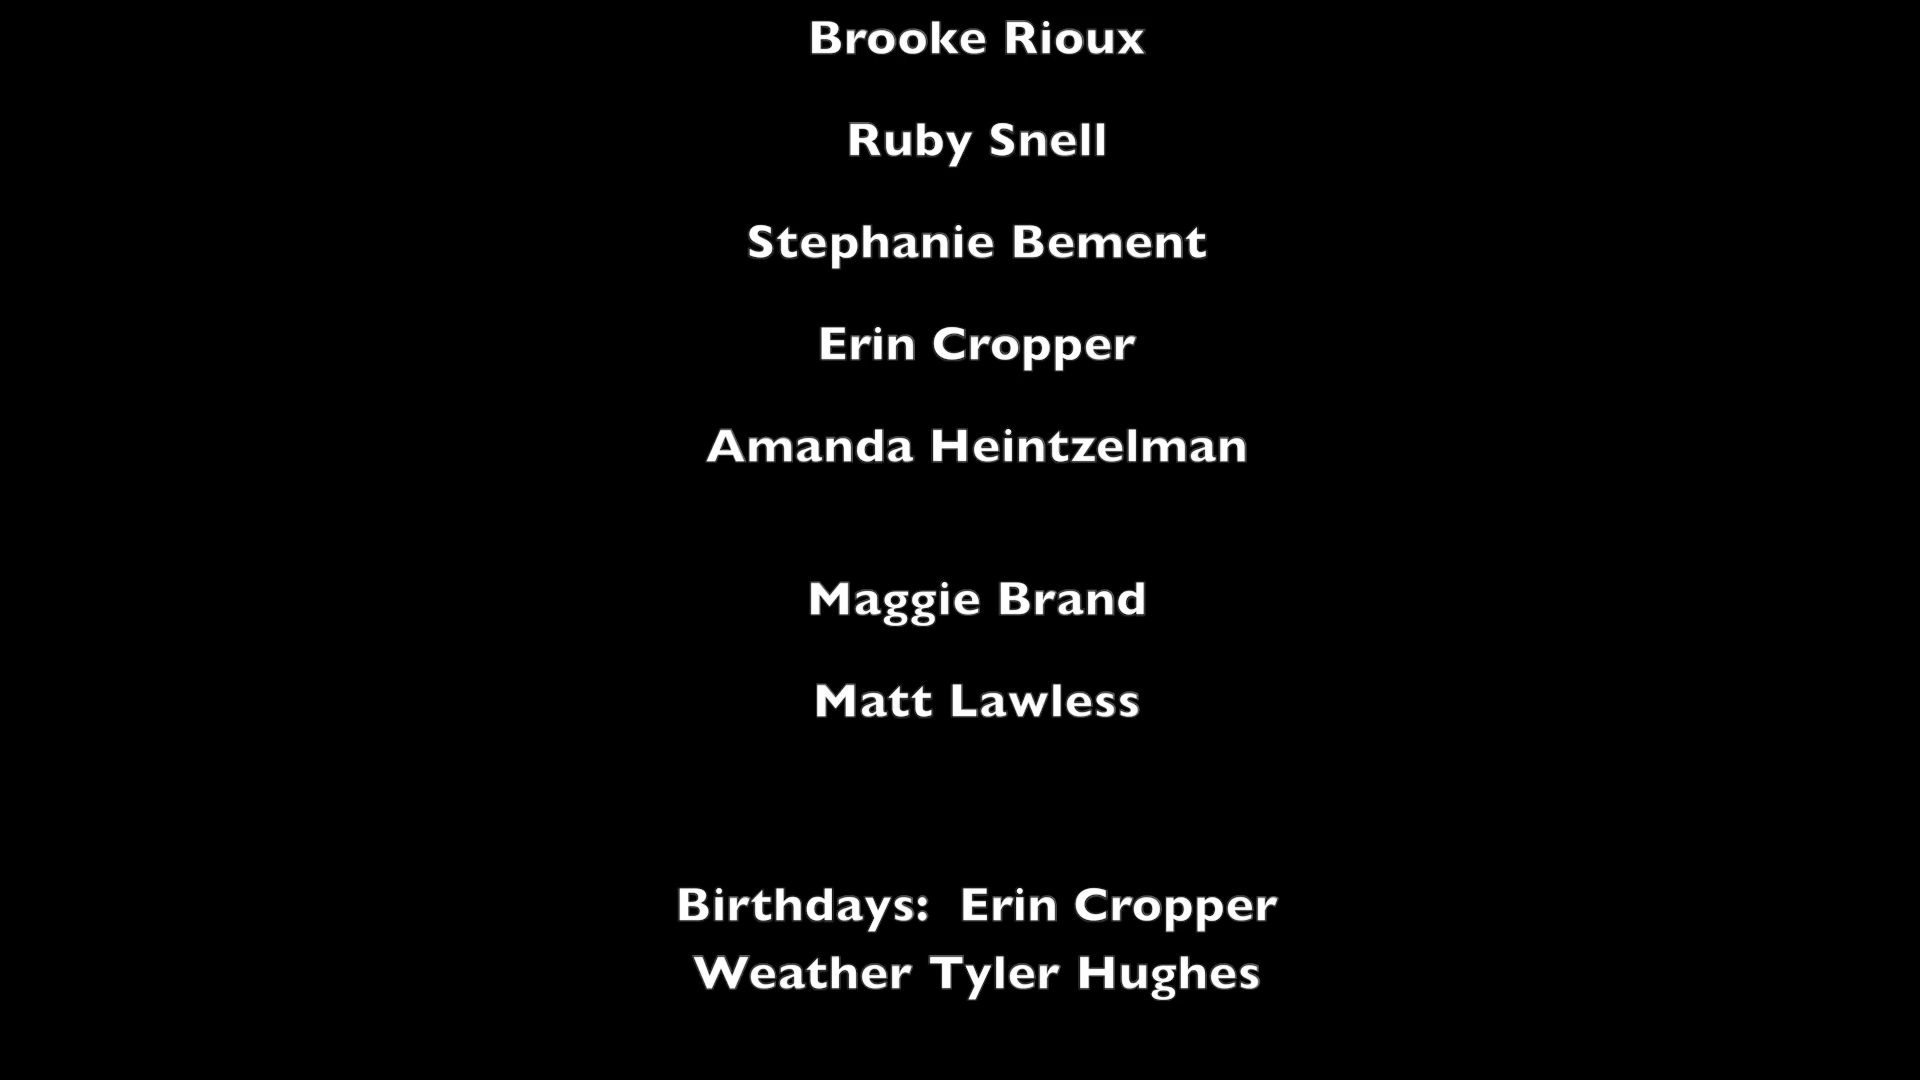 Brooke Rioux
Ruby Snell
Stephanie Bement
Erin Cropper
Amanda Heintzelman
Maggie Brand
Matt Lawless
Birthdays:  Erin Cropper
Weather Tyler Hughes